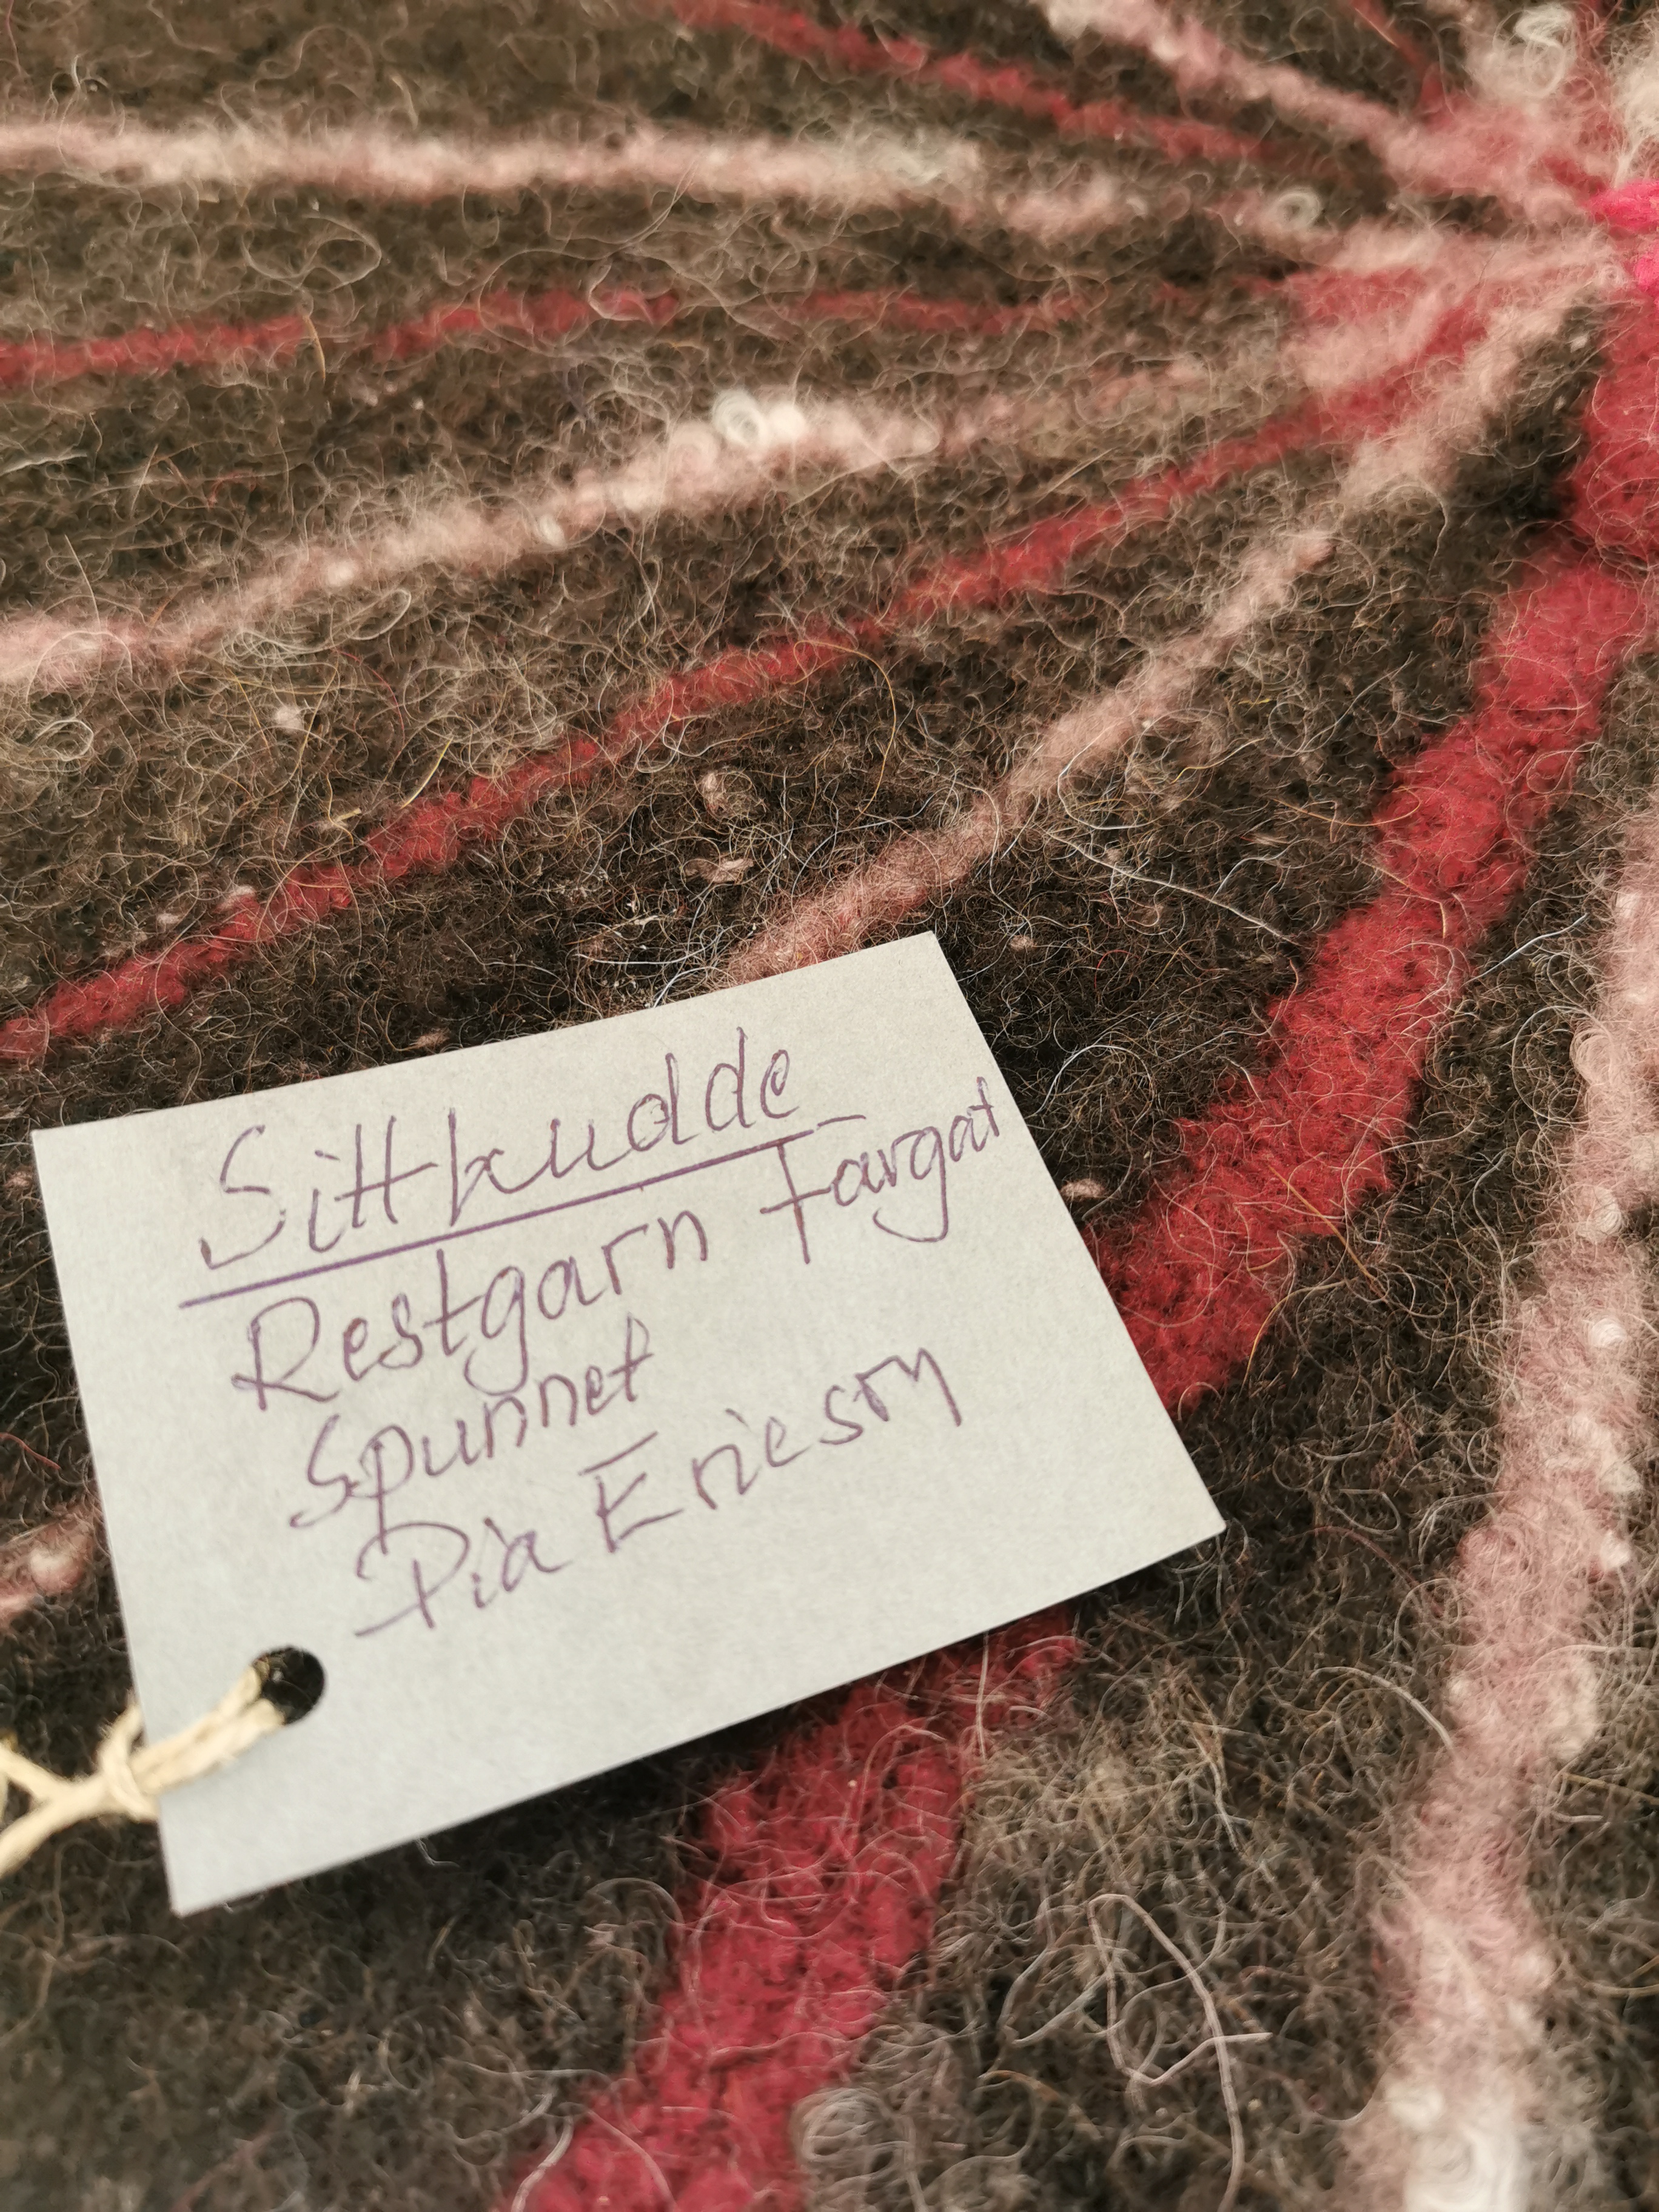 Sittkudde
Restgarn Färgat
Spunnet
Pia Ericson